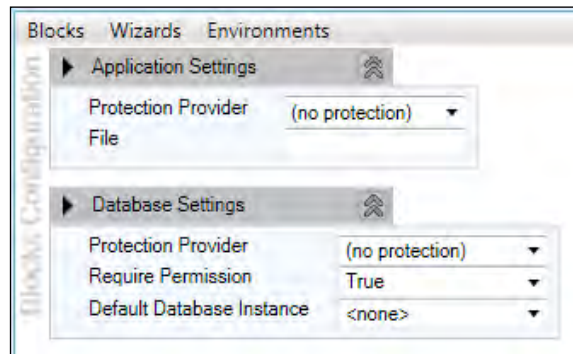 Blocks Wizards Environments
Blocks Configuration
Application Settings
Protection Provider (no protection)
File
Database Settings
Protection Provider (no protection)
Require Permission True
Default Database Instance <none>